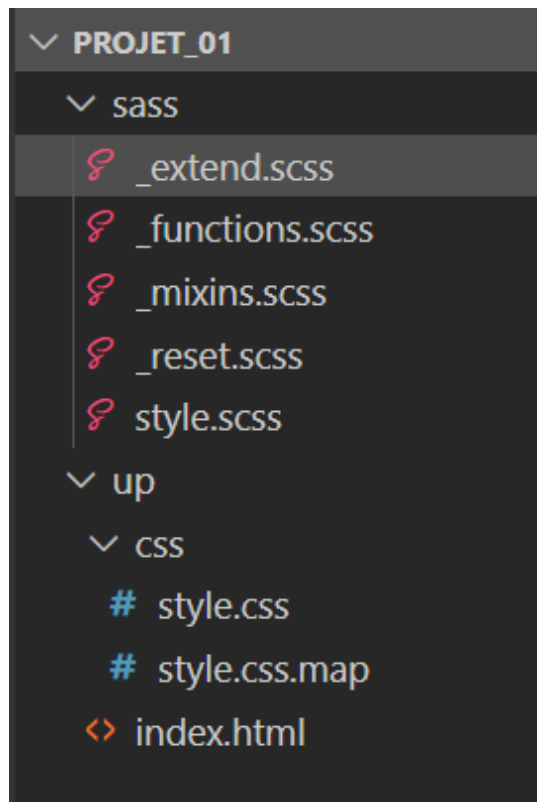 PROJET_01
sass
_extend.scss
_functions.scss
_mixins.scss
_reset.scss
style.scss
up
css
# style.css
# style.css.map
<> index.html